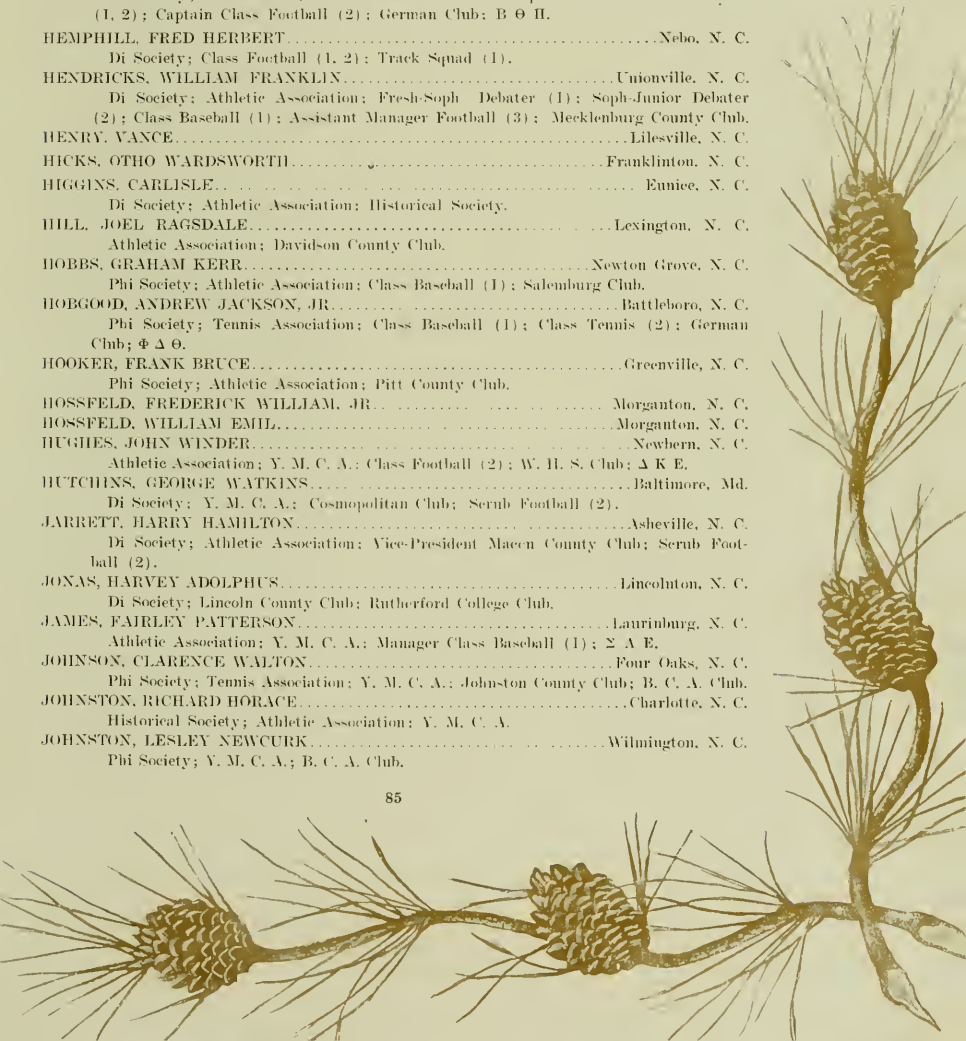 (1, 2); Captain Class Football (2); German Club; Β Θ Π.
HEMPHILL, FRED HERBERT........Nebo, N. C.
Di Society; Class Football (1, 2); Track Squad (1).
HENDRICKS, WILLIAM FRANKLIN........Unionville, N. C.
Di Society; Athletic Association; Fresh-Soph Debater (1); Soph-Junior Debater
(2); Class Baseball (1); Assistant Manager Football (3); Mecklenburg County Club.
HENRY, VANCE........Lilesville, N. C.
HICKS, OTHO WARDSWORTH........Franklinton, N. C.
HIGGINS, CARLISLE........Eunice, N. C.
Di Society; Athletic Association; Historical Society.
HILL, JOEL RAGSDALE........Lexington, N. C.
Athletic Association; Davidson County Club.
HOBBS, GRAHAM KERR........Newton Grove, N. C.
Phi Society; Athletic Association; Class Baseball (1); Salemburg Club.
HOBGOOD, ANDREW JACKSON, JR........Battleboro, N. C.
Phi Society; Tennis Association; Class Baseball (1); Class Tennis (2); German
Club; Φ Δ Θ.
HOOKER, FRANK BRUCE........Greenville, N. C.
Phi Society; Athletic Association; Pitt County Club.
HOSSFELD, FREDERICK WILLIAM, JR........Morganton, N. C.
HOSSFELD, WILLIAM EMIL........Morganton, N. C.
HUGHES, JOHN WINDER........Newbern, N. C.
Athletic Association; Y. M. C. A.; Class Football (2); W. H. S. Club; Δ Κ Ε.
HUTCHINS, GEORGE WATKINS........Baltimore, Md.
Di Society; Y. M. C. A.; Cosmopolitan Club; Scrub Football (2).
JARRETT, HARRY HAMILTON........Asheville, N. C.
Di Society; Athletic Association; Vice-President Macon County Club; Scrub Foot-
ball (2).
JONAS, HARVEY ADOLPHUS........Lincolnton, N. C.
Di Society; Lincoln County Club; Rutherford College Club.
JAMES, FAIRLEY PATTERSON........Laurinburg, N. C.
Athletic Association; Y. M. C. A.; Manager Class Baseball (1); Σ Α Ε.
JOHNSON, CLARENCE WALTON........Four Oaks, N. C.
Phi Society; Tennis Association; Y. M. C. A.; Johnston County Club; B. C. A. Club.
JOHNSTON, RICHARD HORACE........Charlotte, N. C.
Historical Society; Athletic Association; Y. M. C. A.
JOHNSTON, LESLEY NEWCURK........Wilmington, N. C.
Phi Society; Y. M. C. A.; B. C. A. Club.
85